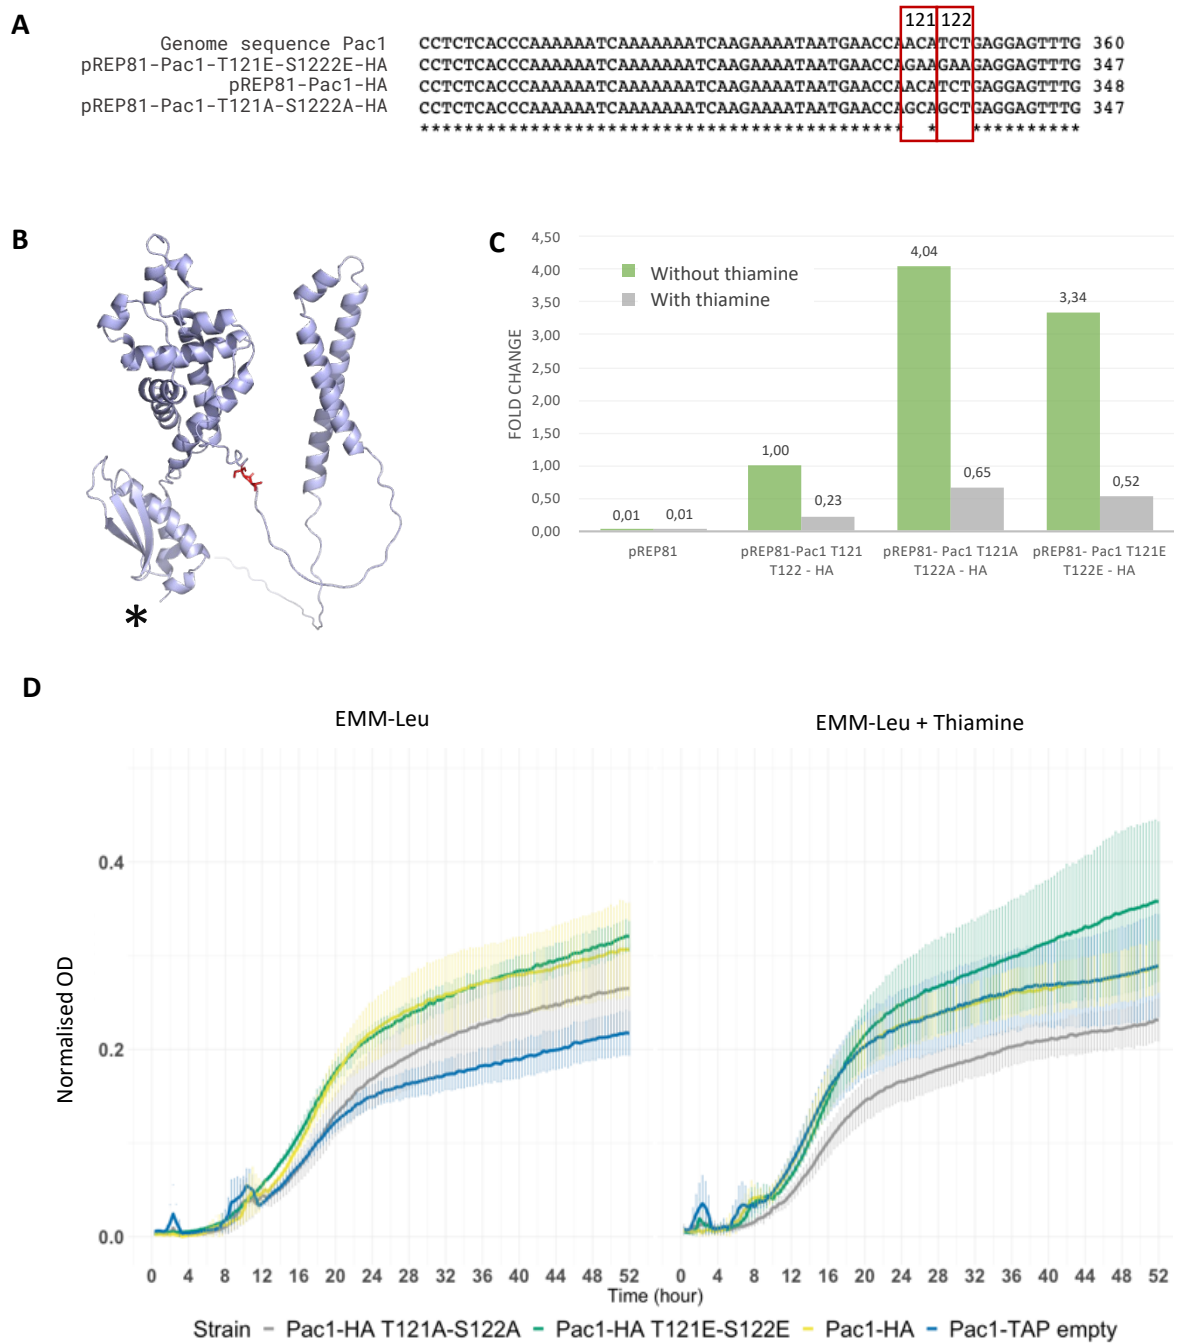 A
121 122
Genome sequence Pac1 CCTCTCACCCAAAAAATCAAAAAAATCAAGAAAATAATGAACCAACATCTGAGGAGTTTG 360
pREP81-Pac1-T121E-S1222E-HA CCTCTCACCCAAAAAATCAAAAAAATCAAGAAAATAATGAACCAGAAGAAGAGGAGTTTG 347
pREP81-Pac1-HA CCTCTCACCCAAAAAATCAAAAAAATCAAGAAAATAATGAACCAACATCTGAGGAGTTTG 348
pREP81-Pac1-T121A-S1222A-HA CCTCTCACCCAAAAAATCAAAAAAATCAAGAAAATAATGAACCAGCAGCTGAGGAGTTTG 347
******************************************** * **********
B
*
C
4,50
4,00
3,50
3,00
2,50
2,00
1,50
1,00
0,50
0,00
FOLD CHANGE
Without thiamine
With thiamine
0,01 0,01
1,00
0,23
4,04
0,65
3,34
0,52
pREP81
pREP81-Pac1 T121
T122 - HA
pREP81- Pac1 T121A
T122A - HA
pREP81- Pac1 T121E
T122E - HA
D
EMM-Leu
EMM-Leu + Thiamine
Normalised OD
0.4
0.2
0.0
0 4 8 12 16 20 24 28 32 36 40 44 48 52
0 4 8 12 16 20 24 28 32 36 40 44 48 52
Time (hour)
Strain Pac1-HA T121A-S122A Pac1-HA T121E-S122E Pac1-HA Pac1-TAP empty